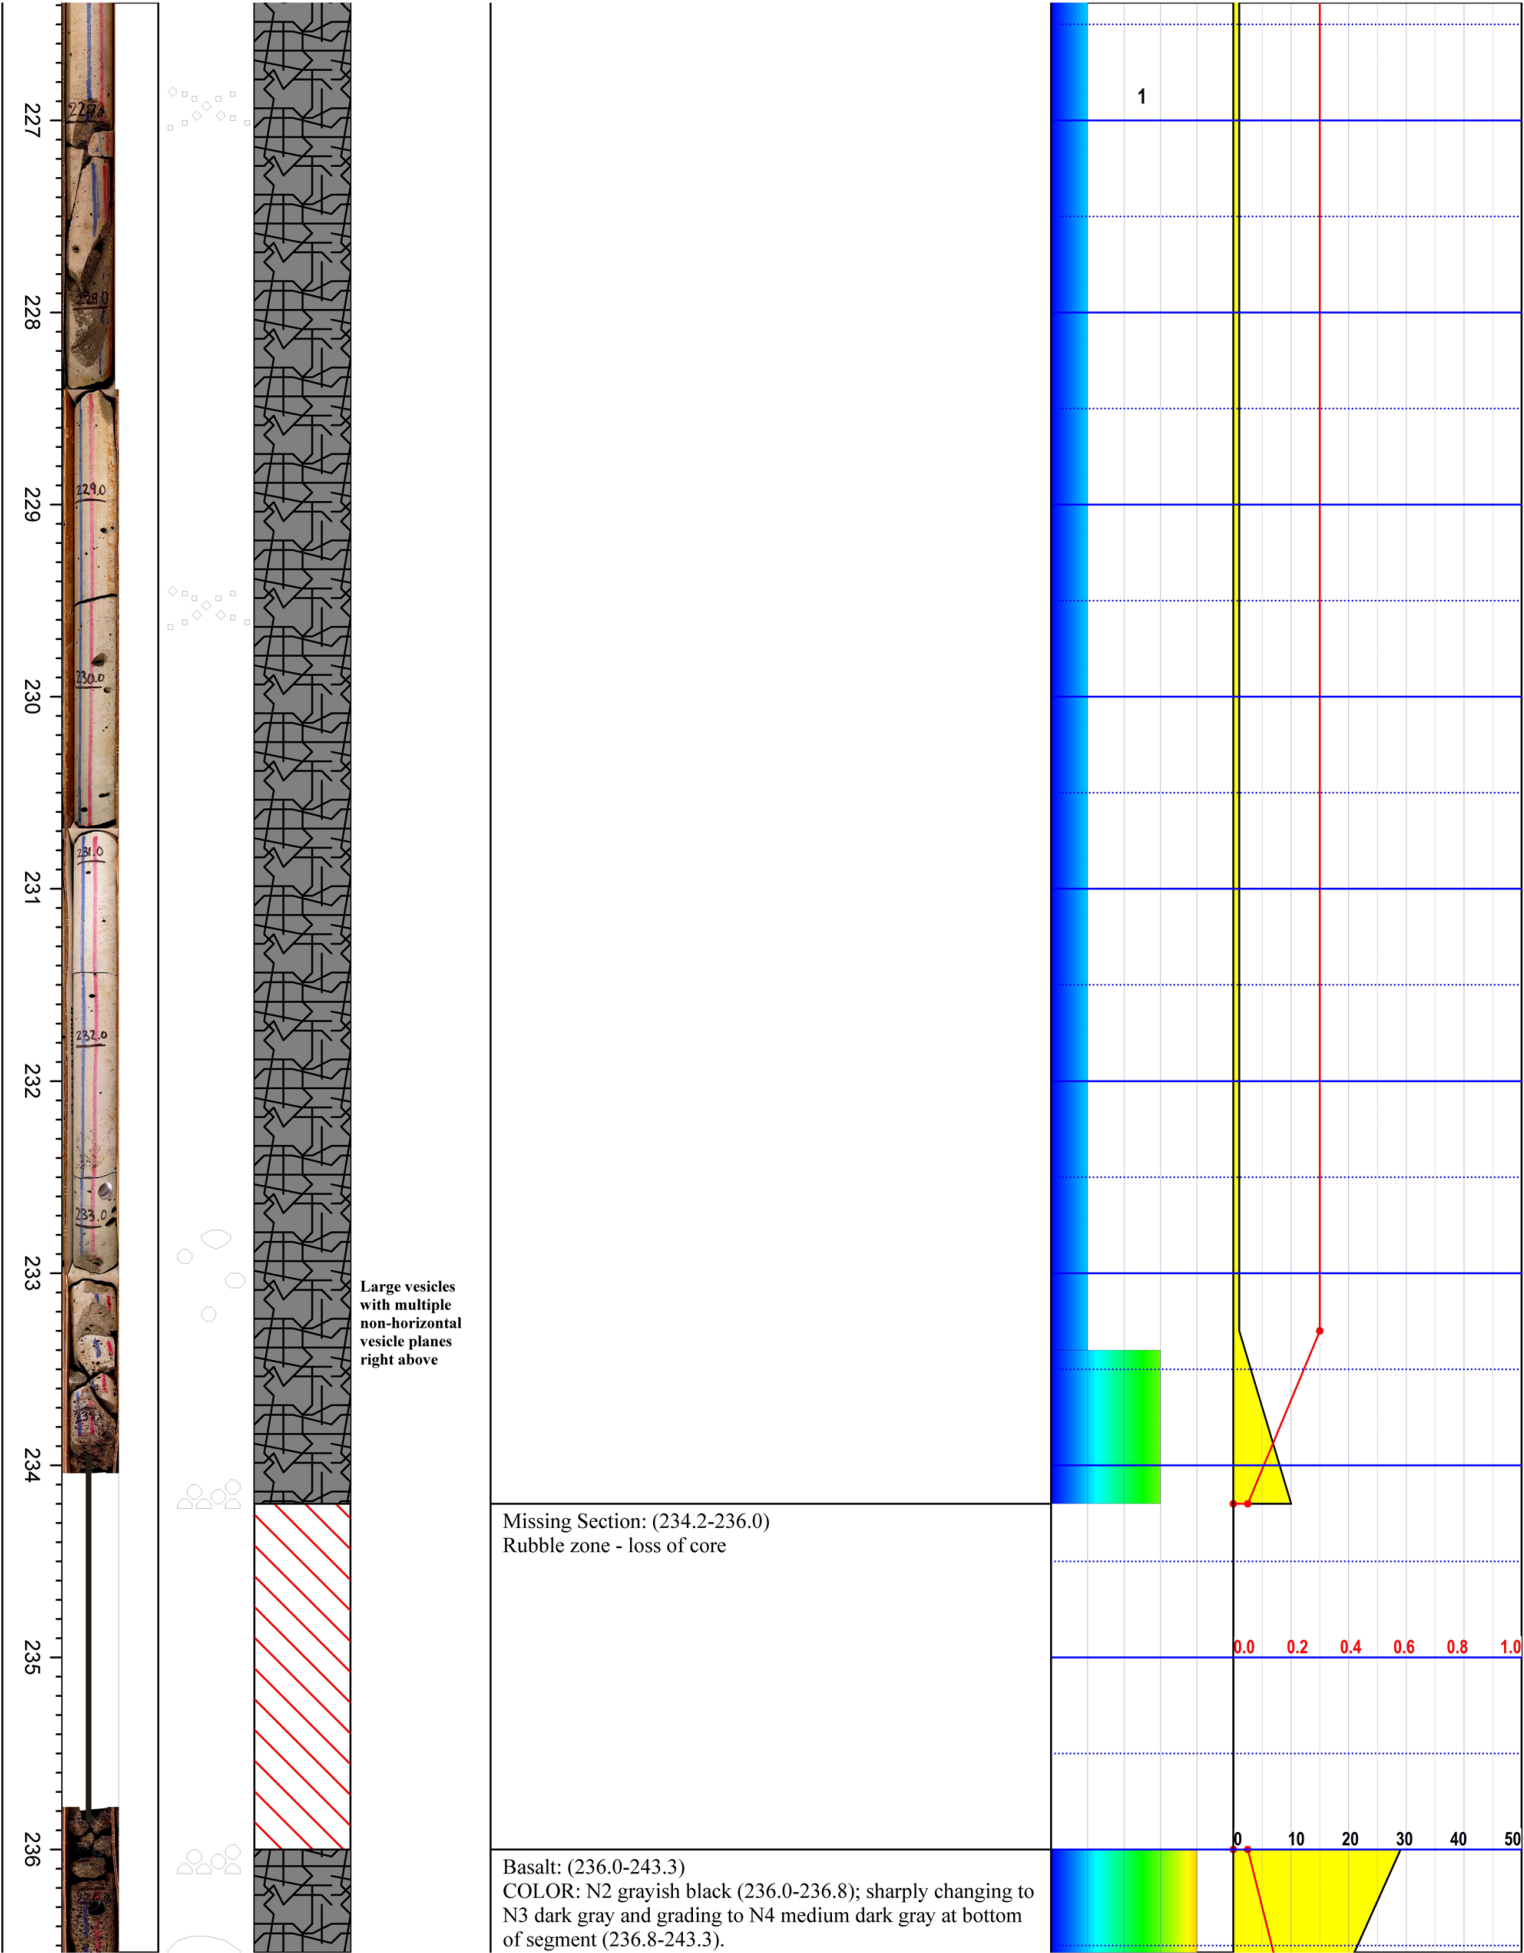 1
227.0
227
228.0
228
229.0
229
230.0
230
231.0
231
232.0
232
233.0
233
Large vesicles
with multiple
non-horizontal
vesicle planes
right above
234
Missing Section: (234.2-236.0)
Rubble zone - loss of core
0.0 0.2 0.4 0.6 0.8 1.0
235
0 10 20 30 40 50
236
Basalt: (236.0-243.3)
COLOR: N2 grayish black (236.0-236.8); sharply changing to
N3 dark gray and grading to N4 medium dark gray at bottom
of segment (236.8-243.3).